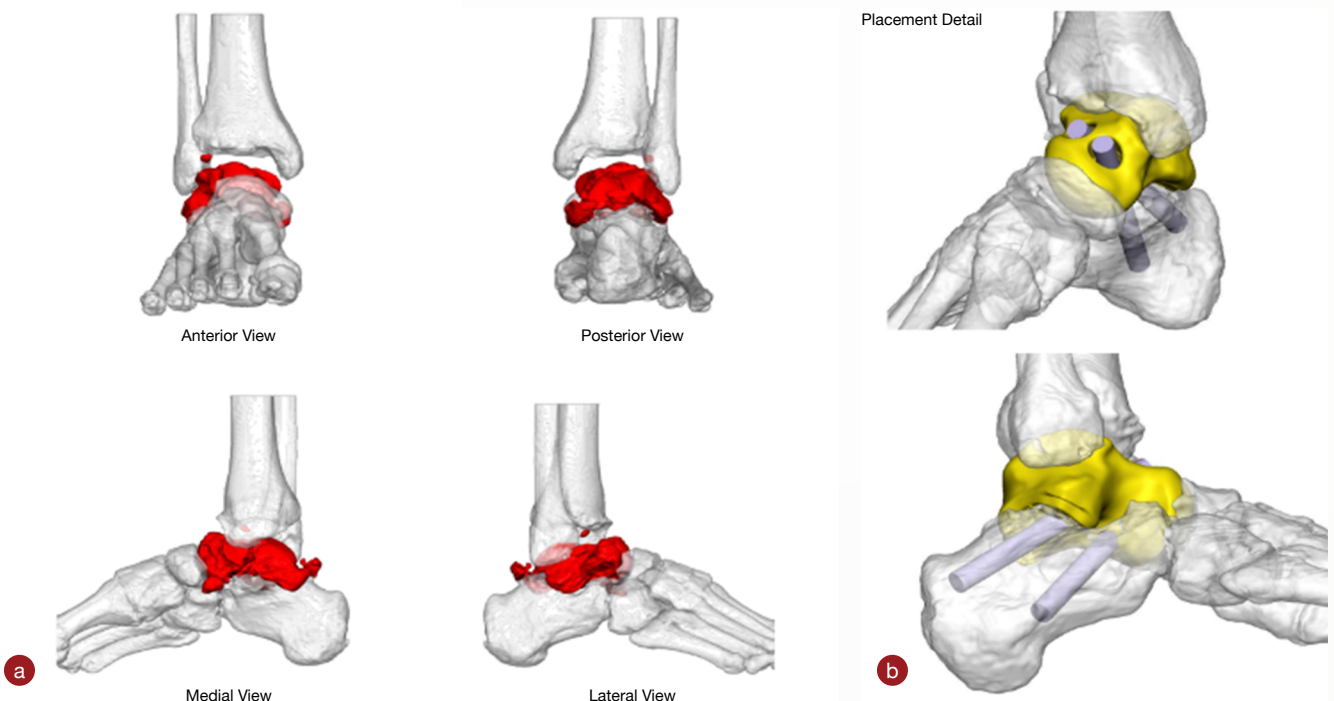 Placement Detail
Anterior View
Posterior View
Medial View
Lateral View
a
b